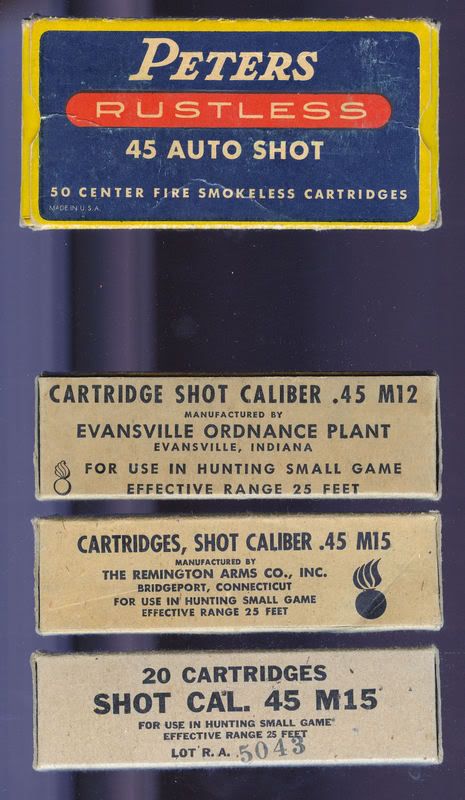 PETERS
RUSTLESS
45 AUTO SHOT
50 CENTER FIRE SMOKELESS CARTRIDGES
MADE IN U.S.A.
CARTRIDGE SHOT CALIBER .45 M12
MANUFACTURED BY
EVANSVILLE ORDNANCE PLANT
EVANSVILLE, INDIANA
FOR USE IN HUNTING SMALL GAME
EFFECTIVE RANGE 25 FEET
CARTRIDGES, SHOT CALIBER .45 M15
MANUFACTURED BY
THE REMINGTON ARMS CO., INC.
BRIDGEPORT, CONNECTICUT
FOR USE IN HUNTING SMALL GAME
EFFECTIVE RANGE 25 FEET
20 CARTRIDGES
SHOT CAL. 45 M15
FOR USE IN HUNTING SMALL GAME
EFFECTIVE RANGE 25 FEET
LOT R. A. 5043